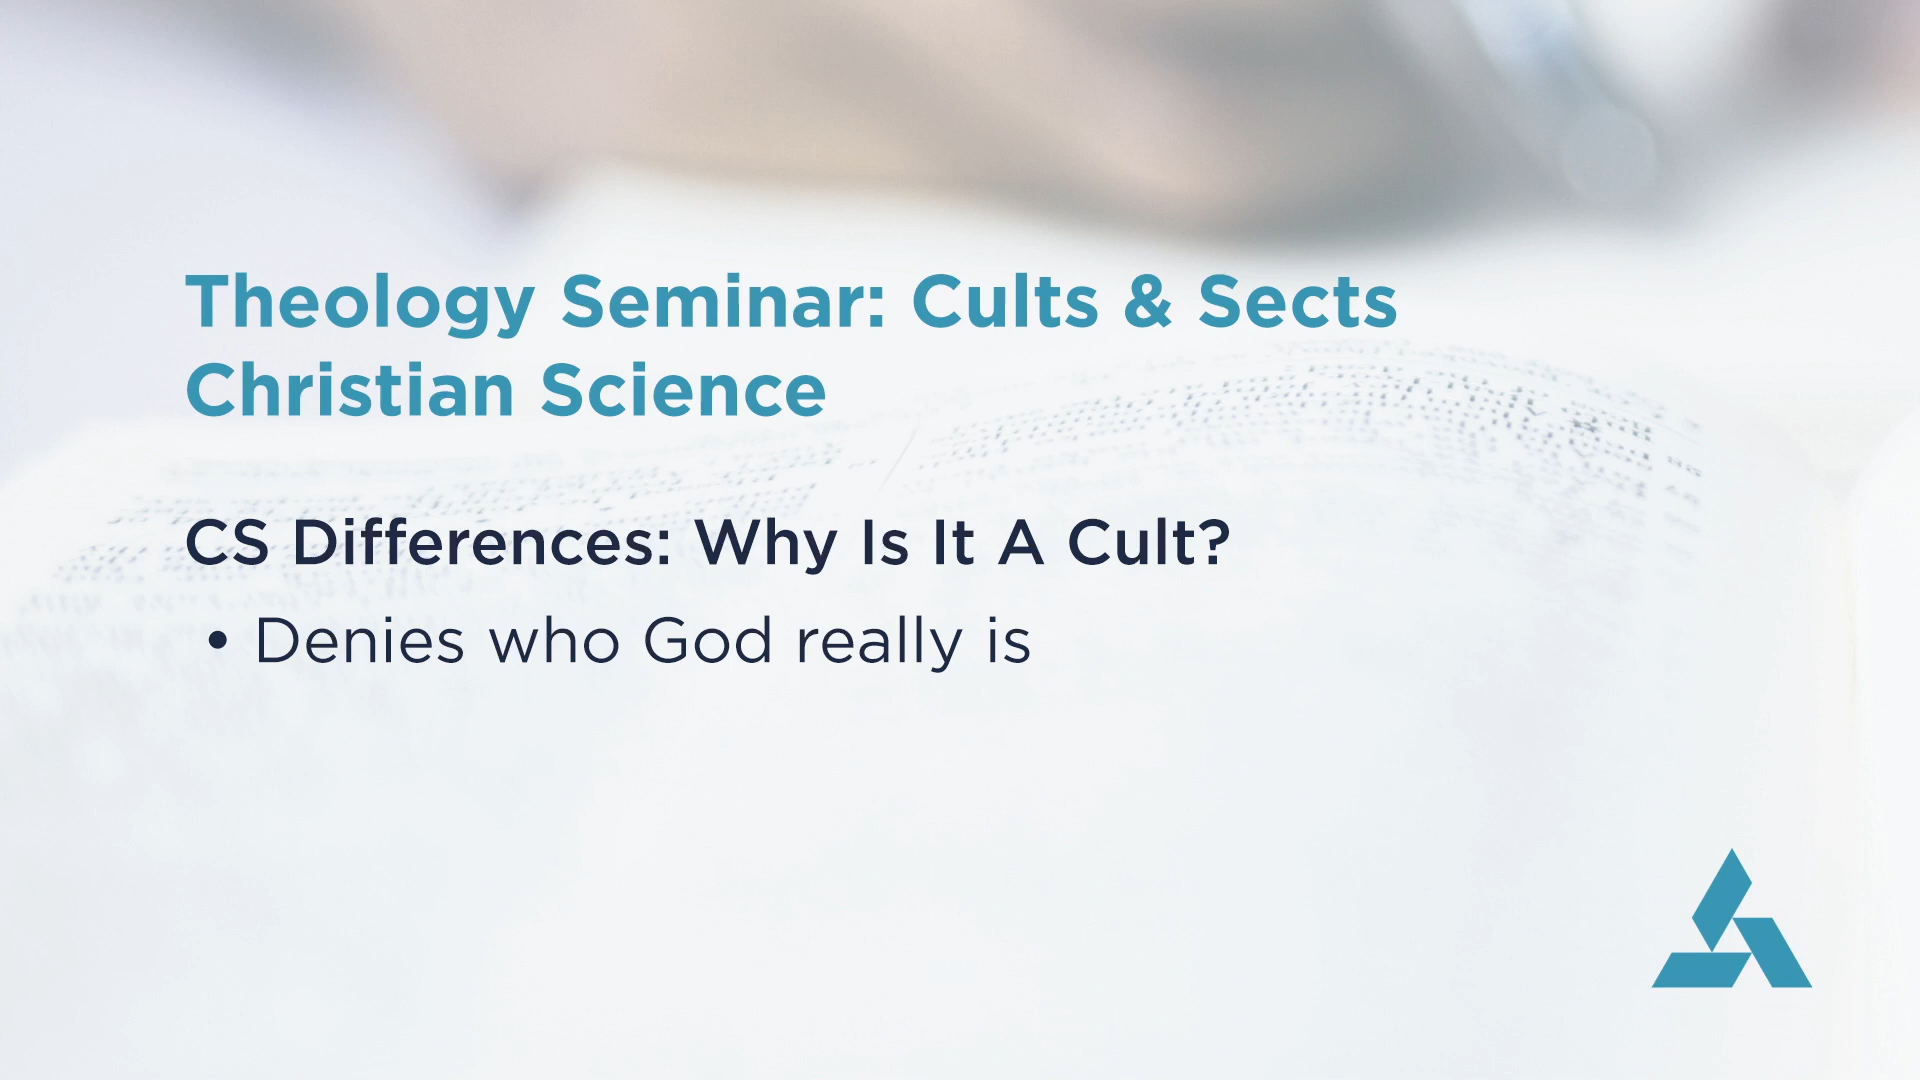 Theology Seminar: Cults & Sects
Christian Science
CS Differences: Why Is It A Cult?
• Denies who God really is